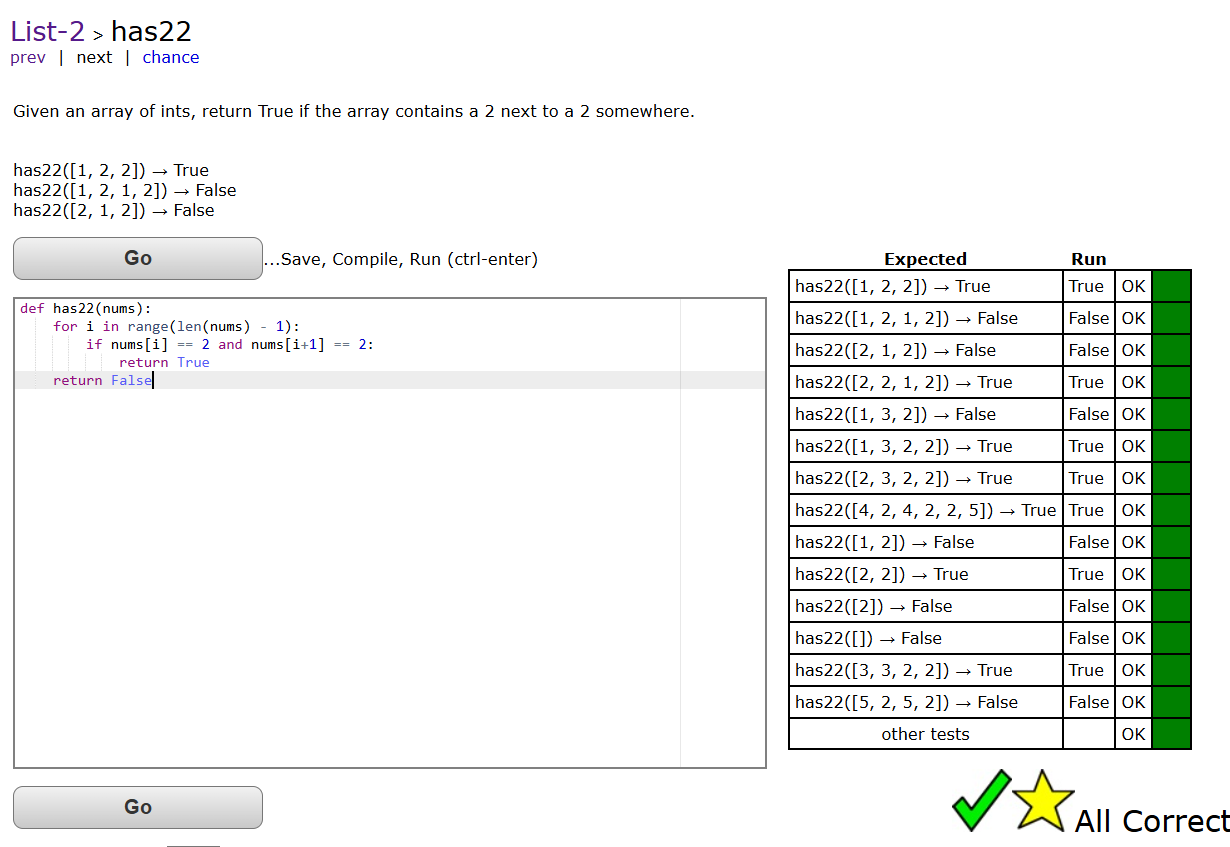 List-2 > has22
prev | next | chance
Given an array of ints, return True if the array contains a 2 next to a 2 somewhere.
has22([1, 2, 2]) → True
has22([1, 2, 1, 2]) → False
has22([2, 1, 2]) → False
Go ...Save, Compile, Run (ctrl-enter)
def has22(nums):
    for i in range(len(nums) - 1):
        if nums[i] == 2 and nums[i+1] == 2:
            return True
    return False
Go
Expected Run
has22([1, 2, 2]) → True True OK
has22([1, 2, 1, 2]) → False False OK
has22([2, 1, 2]) → False False OK
has22([2, 2, 1, 2]) → True True OK
has22([1, 3, 2]) → False False OK
has22([1, 3, 2, 2]) → True True OK
has22([2, 3, 2, 2]) → True True OK
has22([4, 2, 4, 2, 2, 5]) → True True OK
has22([1, 2]) → False False OK
has22([2, 2]) → True True OK
has22([2]) → False False OK
has22([]) → False False OK
has22([3, 3, 2, 2]) → True True OK
has22([5, 2, 5, 2]) → False False OK
other tests OK
All Correct